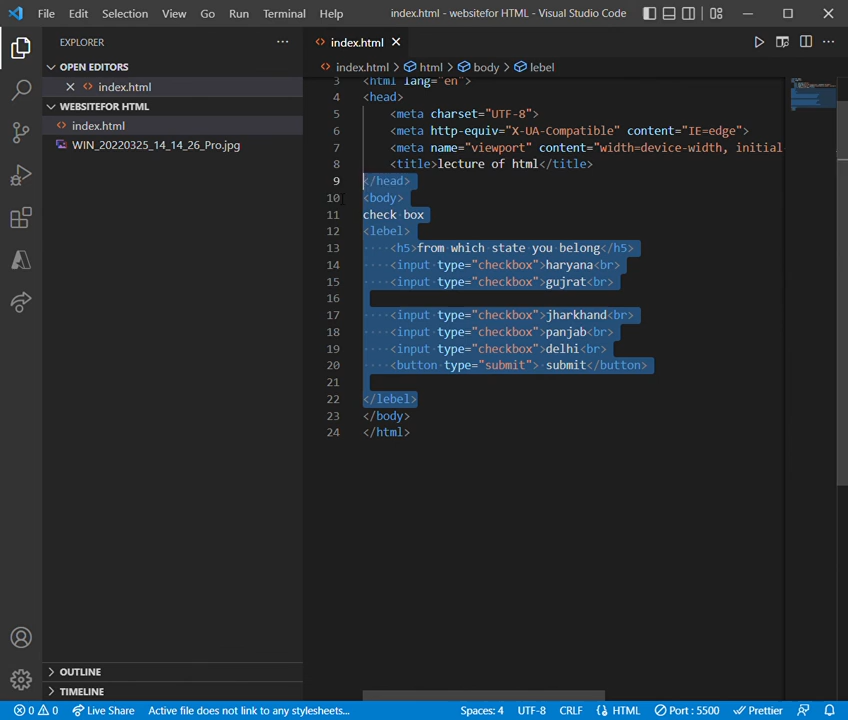 File Edit Selection View Go Run Terminal Help index.html - websitefor HTML - Visual Studio Code
EXPLORER
OPEN EDITORS
index.html
WEBSITEFOR HTML
index.html
WIN_20220325_14_14_26_Pro.jpg
OUTLINE
TIMELINE
index.html
index.html > html > body > lebel
3 <html lang="en">
4 <head>
5 <meta charset="UTF-8">
6 <meta http-equiv="X-UA-Compatible" content="IE=edge">
7 <meta name="viewport" content="width=device-width, initial
8 <title>lecture of html</title>
9 </head>
10 <body>
11 check box
12 <lebel>
13 <h5>from which state you belong</h5>
14 <input type="checkbox">haryana<br>
15 <input type="checkbox">gujrat<br>
16
17 <input type="checkbox">jharkhand<br>
18 <input type="checkbox">panjab<br>
19 <input type="checkbox">delhi<br>
20 <button type="submit"> submit</button>
21
22 </lebel>
23 </body>
24 </html>
0 0 Live Share Active file does not link to any stylesheets... Spaces: 4 UTF-8 CRLF HTML Port : 5500 Prettier